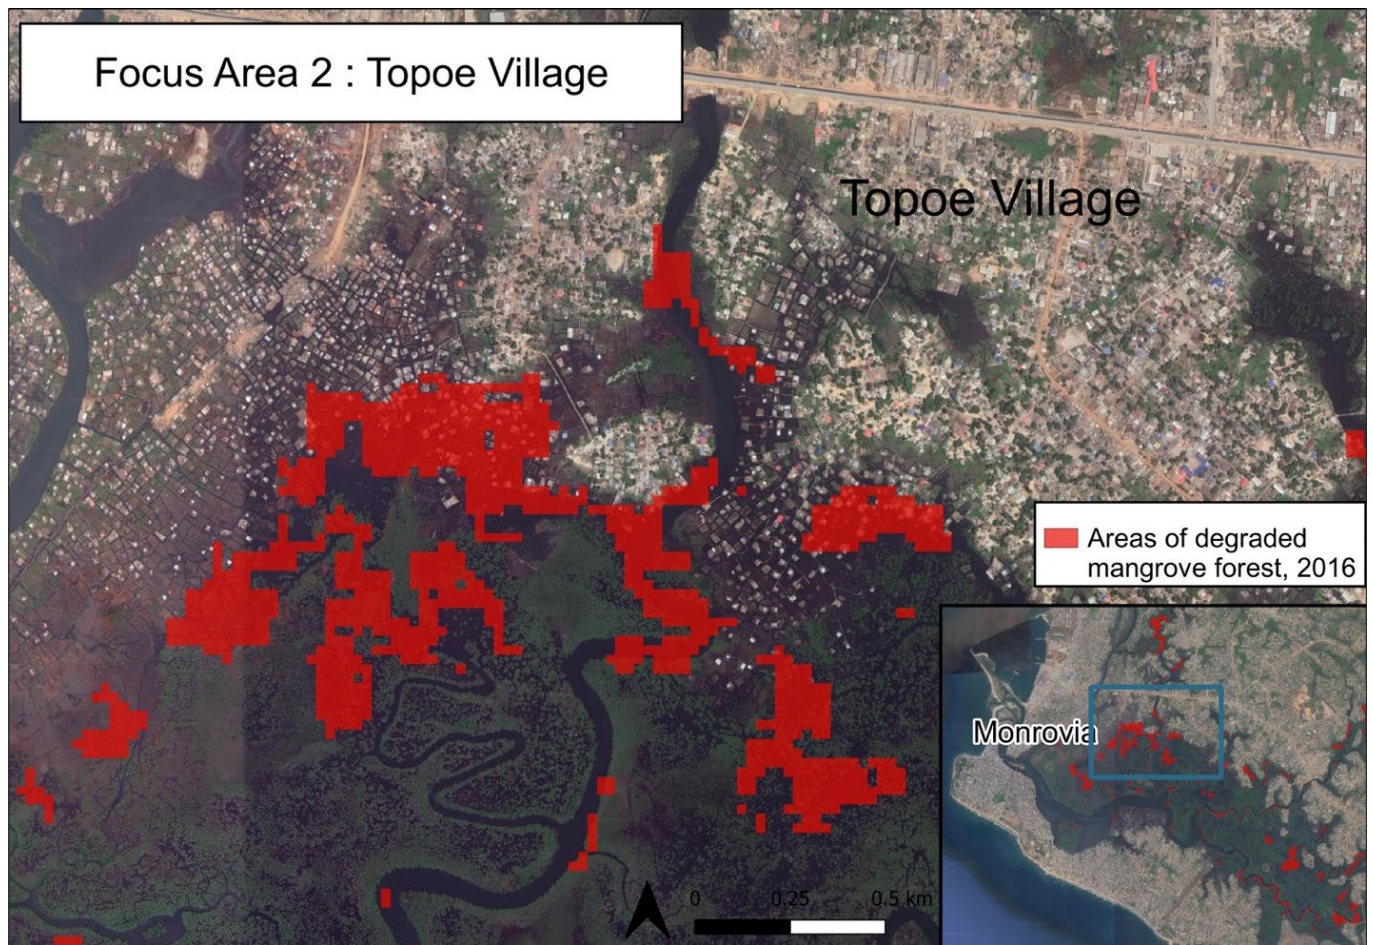 Focus Area 2 : Topoe Village
Topoe Village
Areas of degraded
mangrove forest, 2016
Monrovia
0 0.25 0.5 km